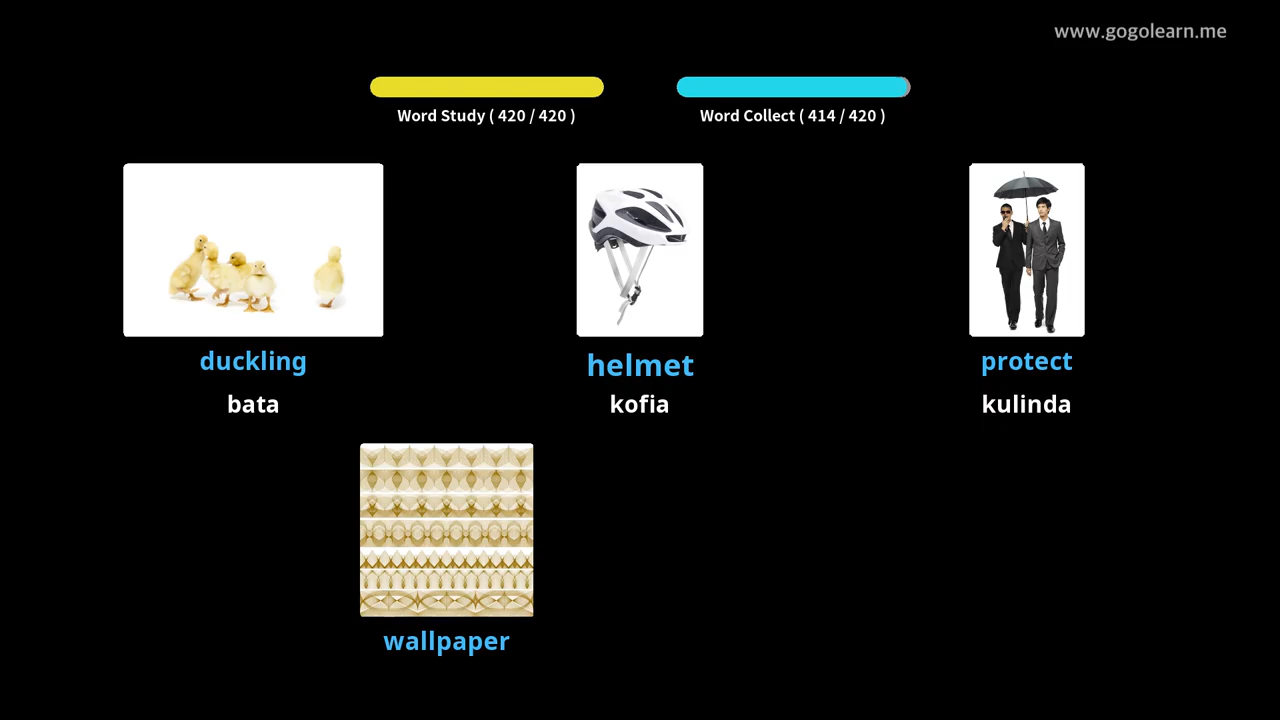 www.gogolearn.me
Word Study ( 420 / 420 )
Word Collect ( 414 / 420 )
duckling
helmet
protect
bata
kofia
kulinda
wallpaper